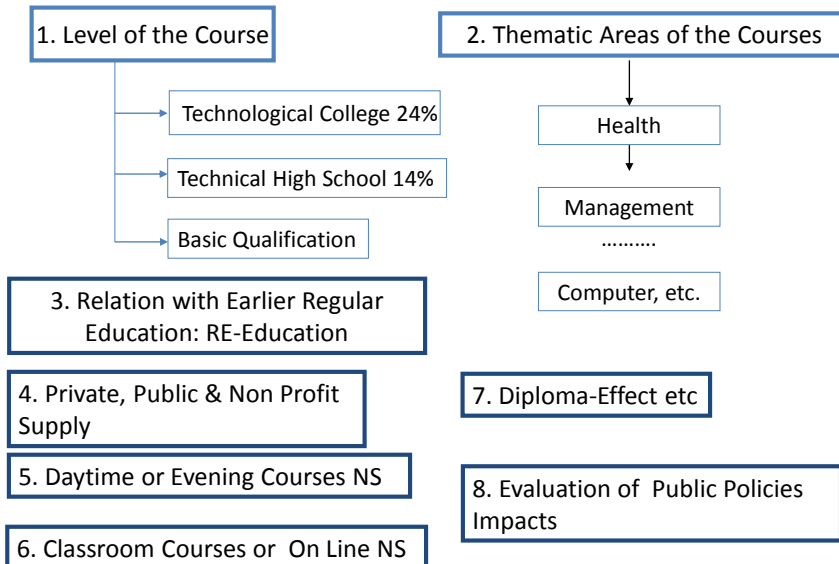 1. Level of the Course
Technological College 24%
Technical High School 14%
Basic Qualification
2. Thematic Areas of the Courses
Health
Management
……….
Computer, etc.
3. Relation with Earlier Regular
Education: RE-Education
4. Private, Public & Non Profit
Supply
5. Daytime or Evening Courses NS
6. Classroom Courses or On Line NS
7. Diploma-Effect etc
8. Evaluation of Public Policies
Impacts